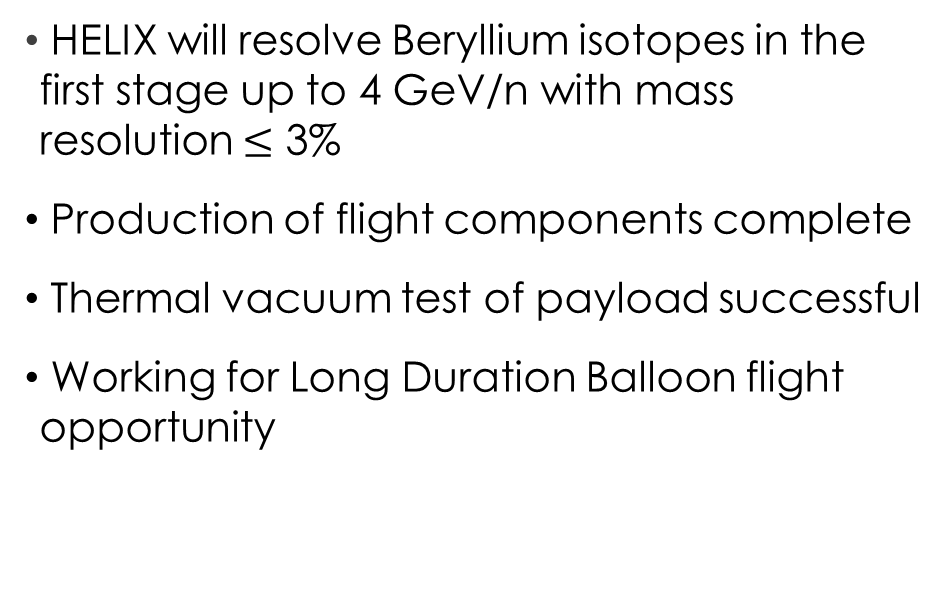 • HELIX will resolve Beryllium isotopes in the
first stage up to 4 GeV/n with mass
resolution ≤ 3%
• Production of flight components complete
• Thermal vacuum test of payload successful
• Working for Long Duration Balloon flight
opportunity